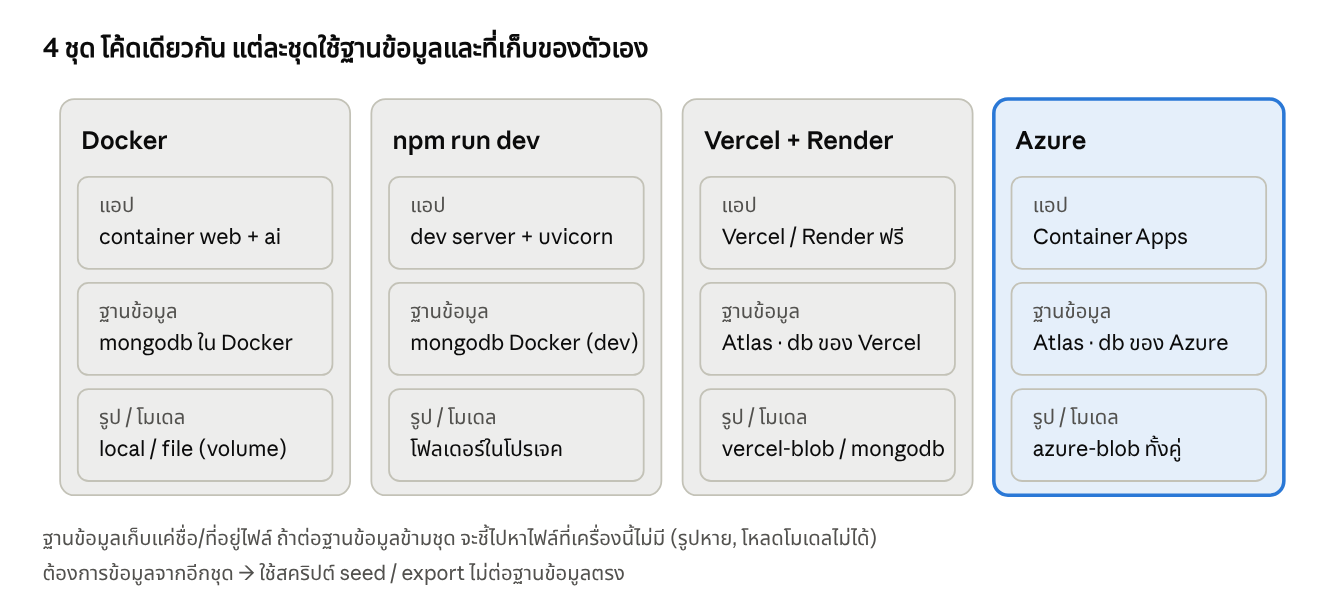 4 ชุด โค้ดเดียวกัน แต่ละชุดใช้ฐานข้อมูลและที่เก็บของตัวเอง
Docker
แอป
container web + ai
ฐานข้อมูล
mongodb ใน Docker
รูป / โมเดล
local / file (volume)
npm run dev
แอป
dev server + uvicorn
ฐานข้อมูล
mongodb Docker (dev)
รูป / โมเดล
โฟลเดอร์ในโปรเจค
Vercel + Render
แอป
Vercel / Render ฟรี
ฐานข้อมูล
Atlas · db ของ Vercel
รูป / โมเดล
vercel-blob / mongodb
Azure
แอป
Container Apps
ฐานข้อมูล
Atlas · db ของ Azure
รูป / โมเดล
azure-blob ทั้งคู่
ฐานข้อมูลเก็บแค่ชื่อ/ที่อยู่ไฟล์ ถ้าต่อฐานข้อมูลข้ามชุด จะชี้ไปหาไฟล์ที่เครื่องนี้ไม่มี (รูปหาย, โหลดโมเดลไม่ได้)
ต้องการข้อมูลจากอีกชุด → ใช้สคริปต์ seed / export ไม่ต่อฐานข้อมูลตรง